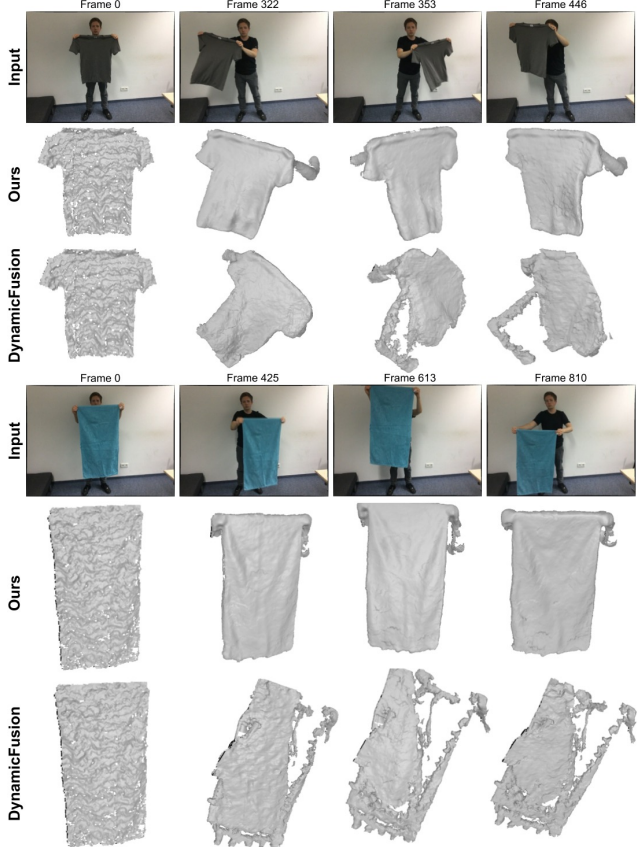 Frame 0 Frame 322 Frame 353 Frame 446
Input
Ours
DynamicFusion
Frame 0 Frame 425 Frame 613 Frame 810
Input
Ours
DynamicFusion